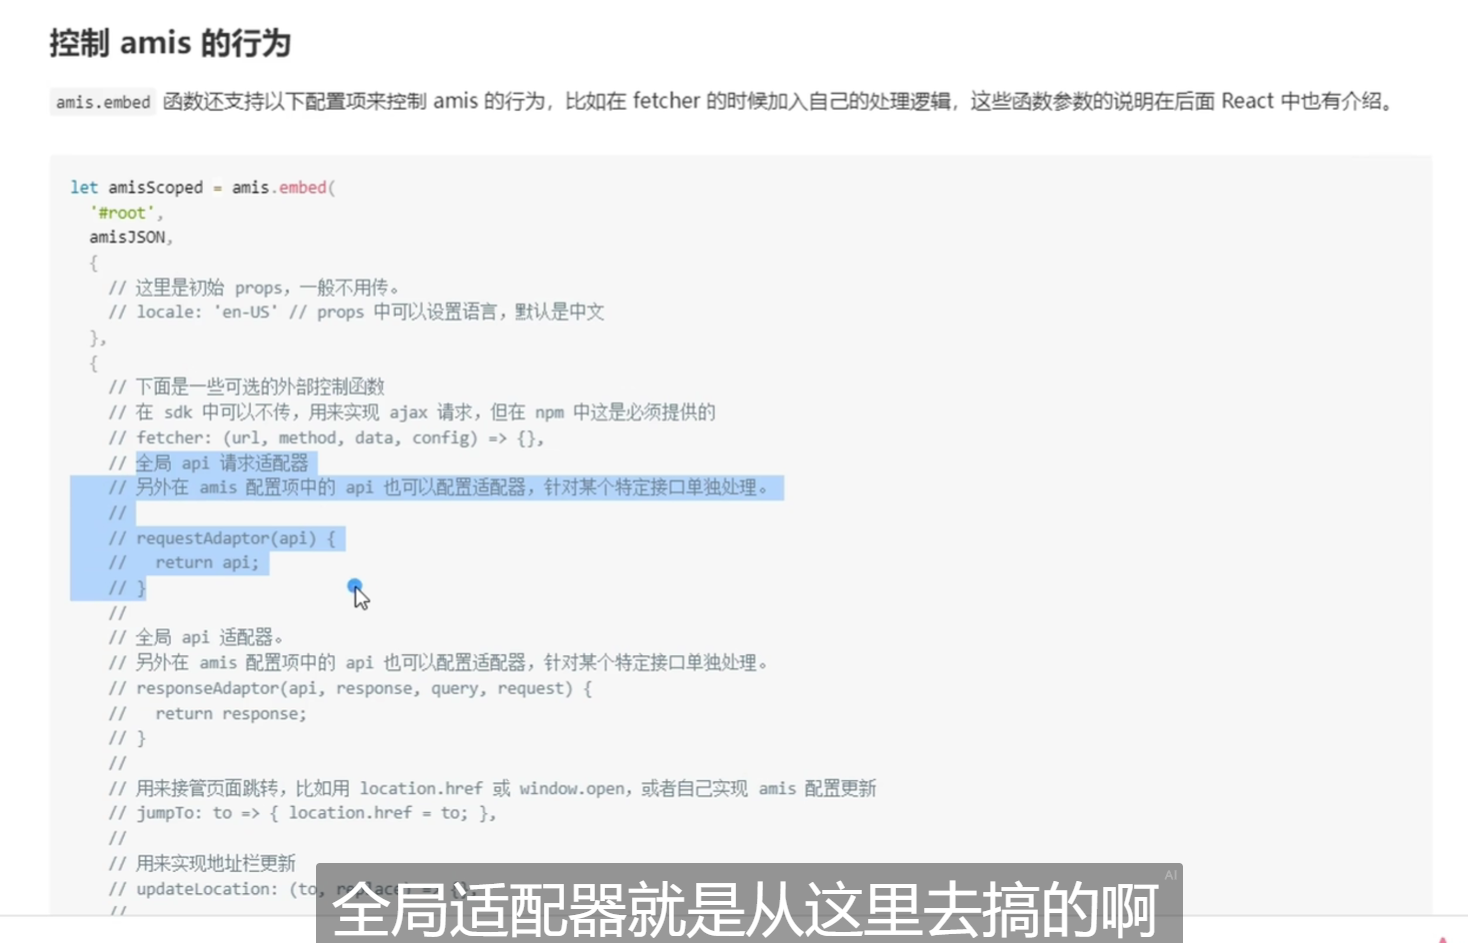 控制 amis 的行为
amis.embed 函数还支持以下配置项来控制 amis 的行为，比如在 fetcher 的时候加入自己的处理逻辑，这些函数参数的说明在后面 React 中也有介绍。
let amisScoped = amis.embed(
'#root',
amisJSON,
{
// 这里是初始 props，一般不用传。
// locale: 'en-US' // props 中可以设置语言，默认是中文
},
{
// 下面是一些可选的外部控制函数
// 在 sdk 中可以不传，用来实现 ajax 请求，但在 npm 中这是必须提供的
// fetcher: (url, method, data, config) => {},
// 全局 api 请求适配器
// 另外在 amis 配置项中的 api 也可以配置适配器，针对某个特定接口单独处理。
//
// requestAdaptor(api) {
//   return api;
// }
//
// 全局 api 适配器。
// 另外在 amis 配置项中的 api 也可以配置适配器，针对某个特定接口单独处理。
// responseAdaptor(api, response, query, request) {
//   return response;
// }
//
// 用来接管页面跳转，比如用 location.href 或 window.open，或者自己实现 amis 配置更新
// jumpTo: to => { location.href = to; },
//
// 用来实现地址栏更新
// updateLocation: (to, replace) => {},
//
AI
全局适配器就是从这里去搞的啊